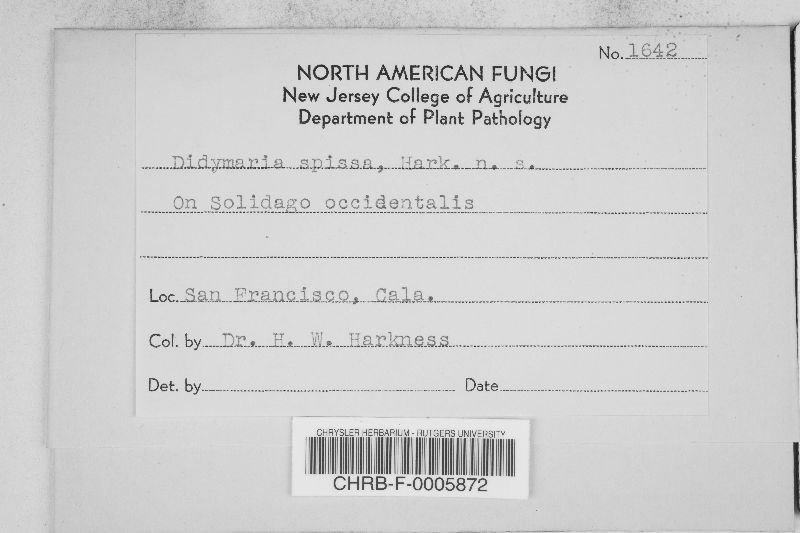 No. 1642
NORTH AMERICAN FUNGI
New Jersey College of Agriculture
Department of Plant Pathology
Didymaria spissa, Hark. n. s.
On Solidago occidentalis
Loc. San Francisco, Cala.
Col. by Dr. H. W. Harkness
Det. by Date
CHRYSLER HERBARIUM - RUTGERS UNIVERSITY
CHRB-F-0005872